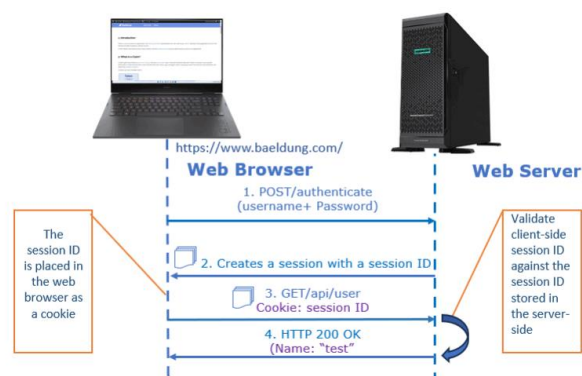 https://www.baeldung.com/
Web Browser
Web Server
1. POST/authenticate
(username+ Password)
The
session ID
is placed in
the web
browser as
a cookie
2. Creates a session with a session ID
3. GET/api/user
Cookie: session ID
Validate
client-side
session ID
against the
session ID
stored in
the server-
side
4. HTTP 200 OK
(Name: “test”